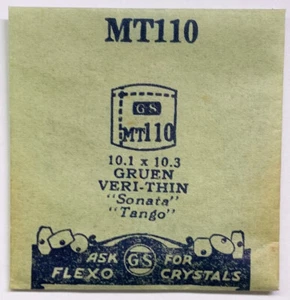 MT110
GS
MT110
10.1 x 10.3
GRUEN
VERI-THIN
"Sonata"
"Tango"
ASK GS FOR
FLEXO CRYSTALS